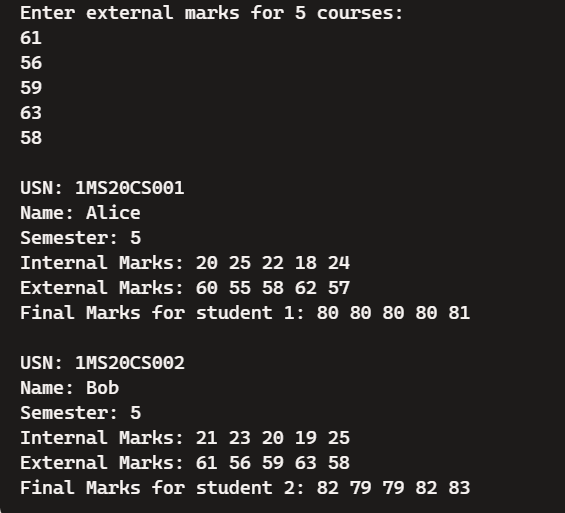 Enter external marks for 5 courses:
61
56
59
63
58
USN: 1MS20CS001
Name: Alice
Semester: 5
Internal Marks: 20 25 22 18 24
External Marks: 60 55 58 62 57
Final Marks for student 1: 80 80 80 80 81
USN: 1MS20CS002
Name: Bob
Semester: 5
Internal Marks: 21 23 20 19 25
External Marks: 61 56 59 63 58
Final Marks for student 2: 82 79 79 82 83